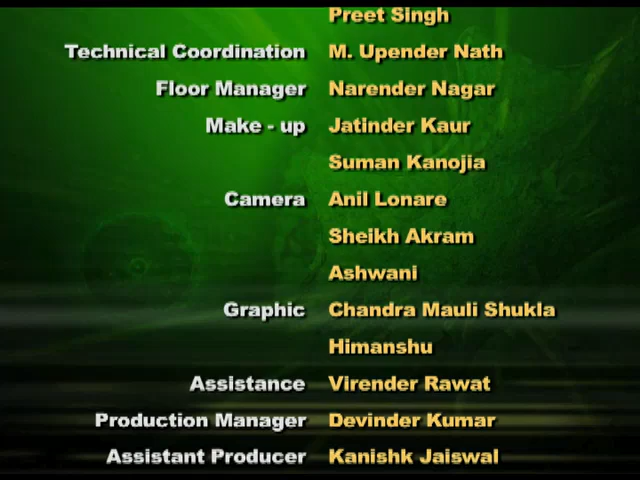 Preet Singh
Technical Coordination M. Upender Nath
Floor Manager Narender Nagar
Make - up Jatinder Kaur
Suman Kanojia
Camera Anil Lonare
Sheikh Akram
Ashwani
Graphic Chandra Mauli Shukla
Himanshu
Assistance Virender Rawat
Production Manager Devinder Kumar
Assistant Producer Kanishk Jaiswal